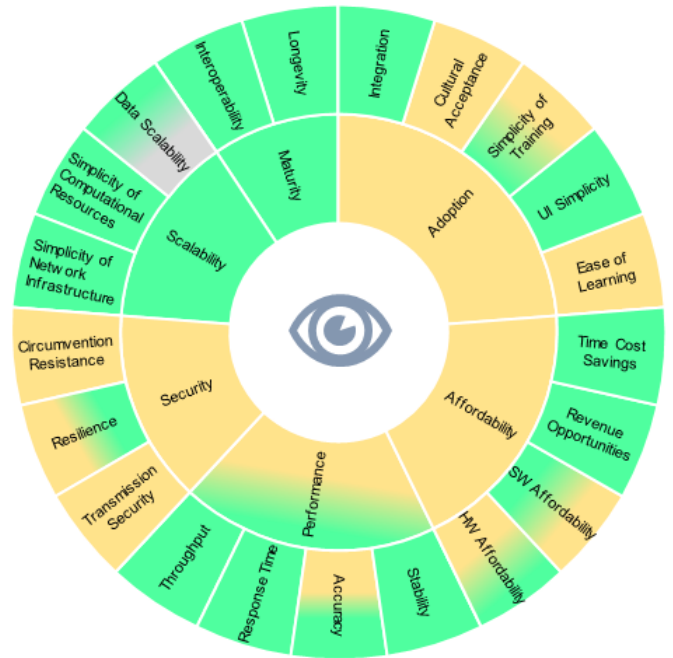 Integration
Cultural
Acceptance
Simplicity of
Training
UI Simplicity
Ease of
Learning
Time Cost
Savings
Revenue
Opportunities
SW Affordability
HW Affordability
Stability
Accuracy
Response Time
Throughput
Transmission
Security
Resilience
Circumvention
Resistance
Simplicity of
Network
Infrastructure
Simplicity of
Computational
Resources
Data Scalability
Interoperability
Longevity
Adoption
Affordability
Performance
Security
Scalability
Maturity